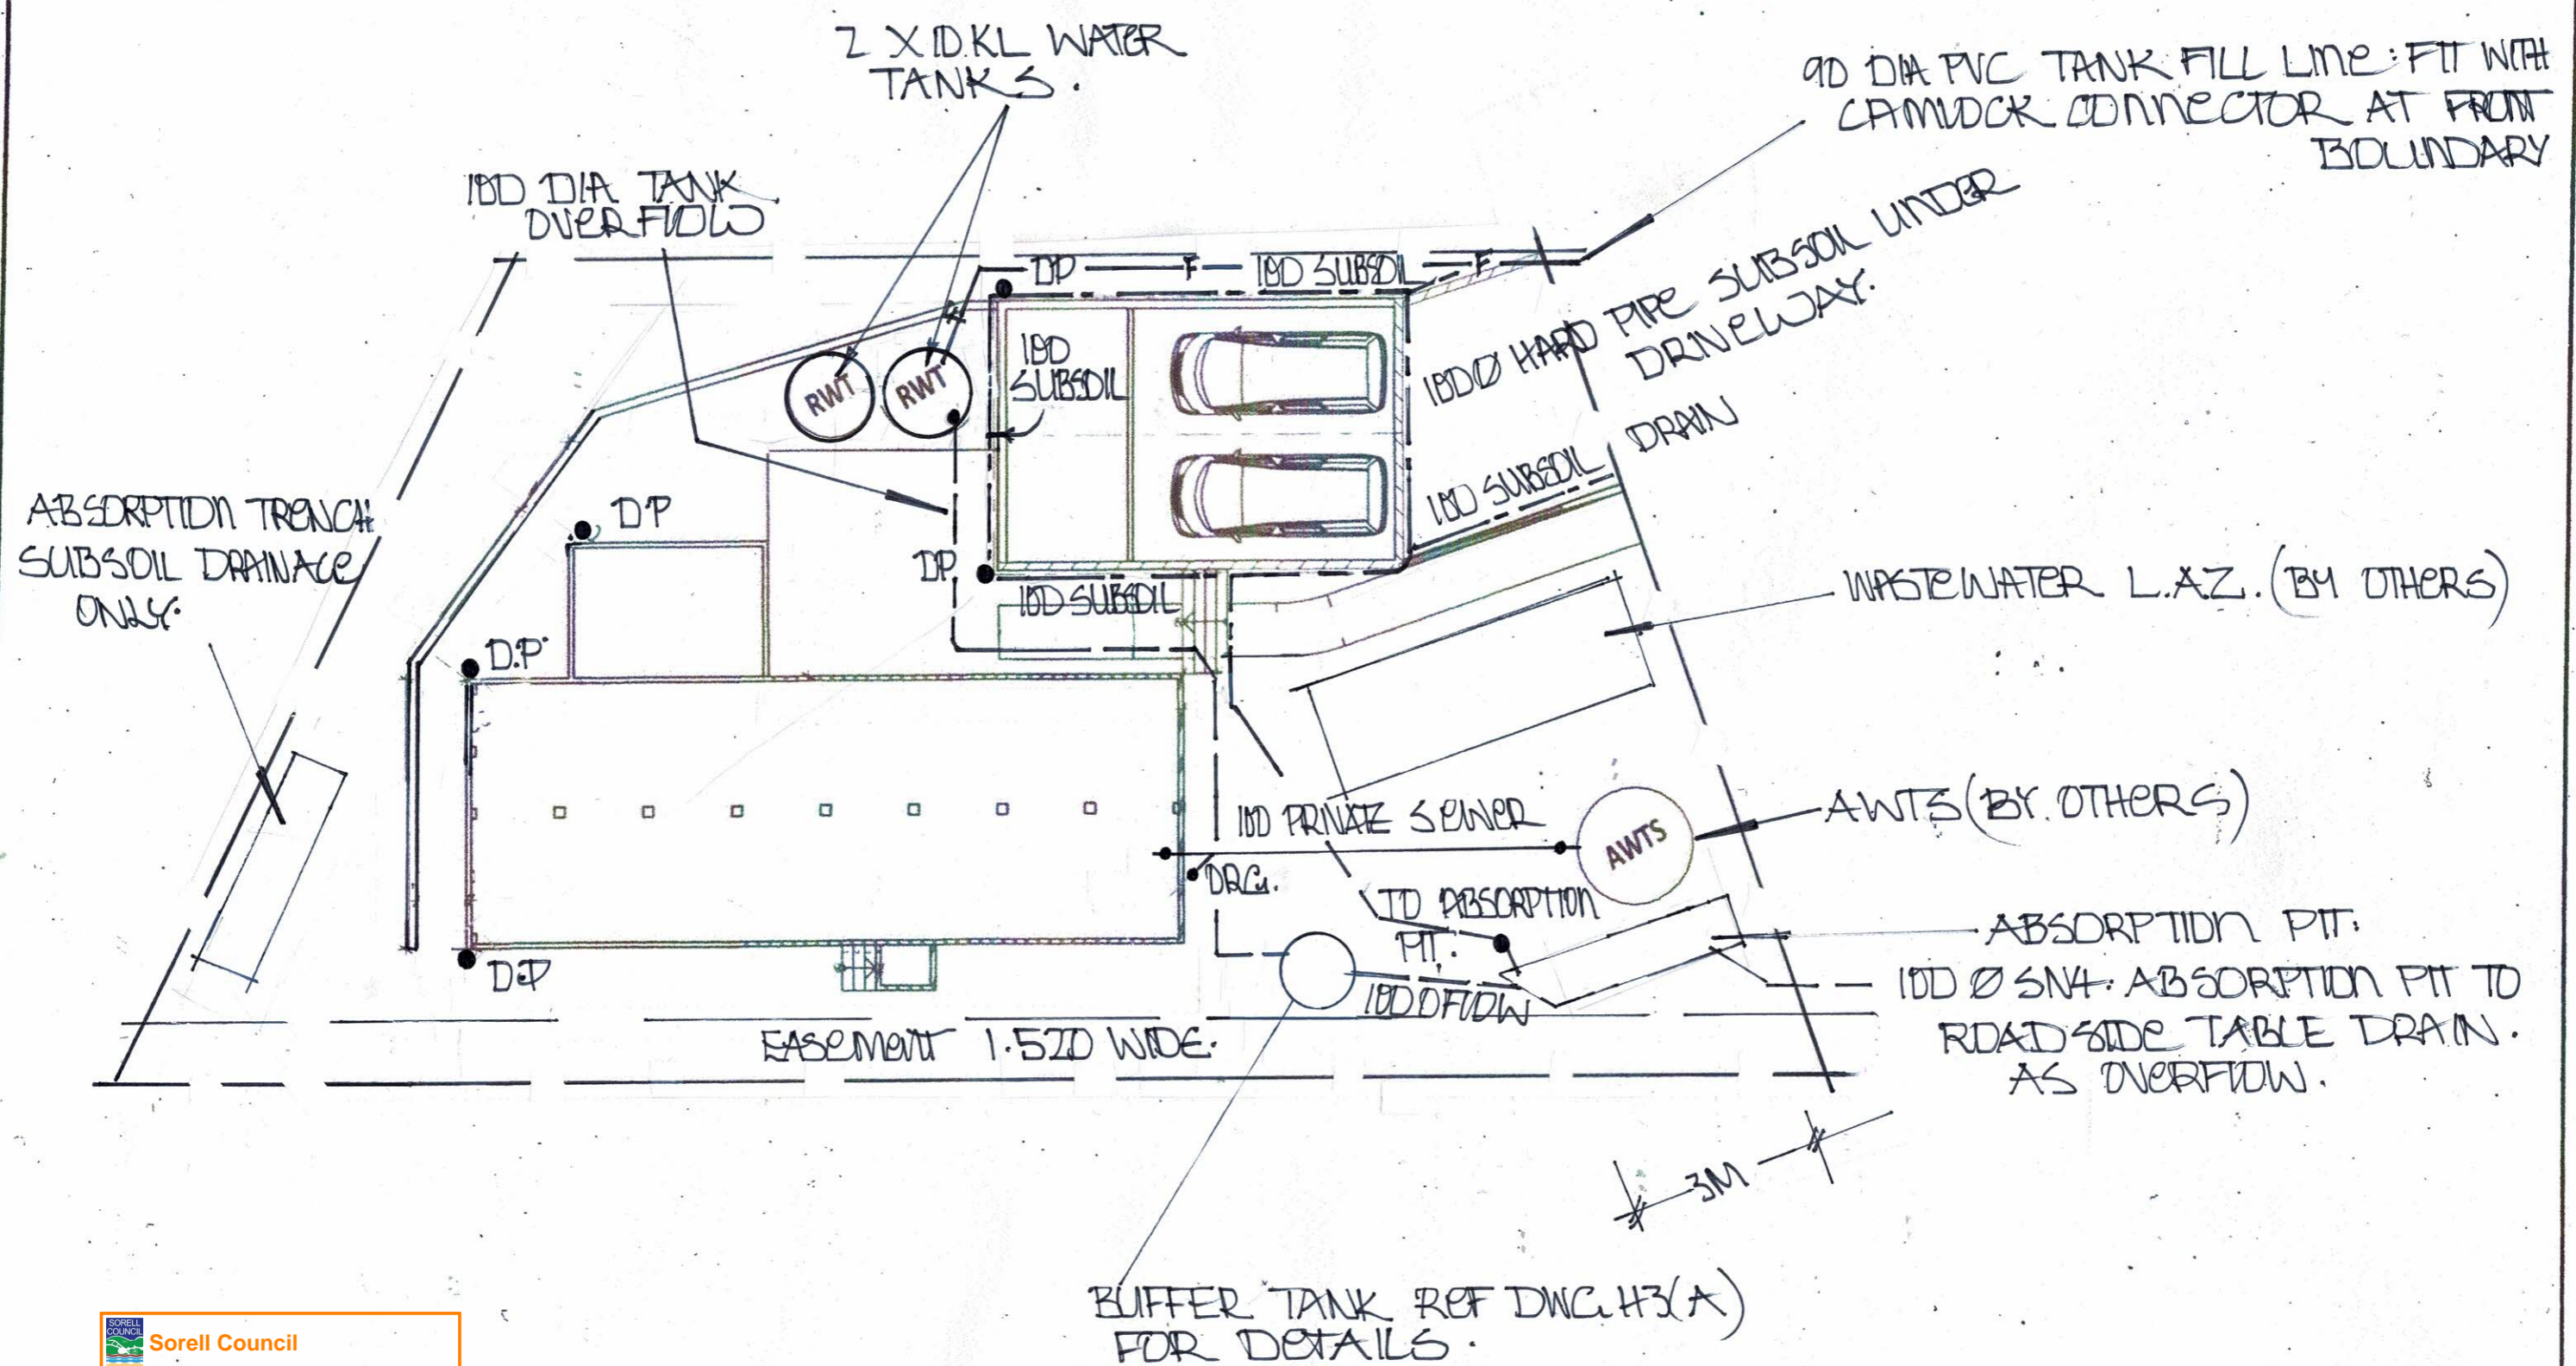 2 X 10.KL WATER
TANKS.
90 DIA PVC TANK FILL LINE: FIT WITH
CAMLOCK CONNECTOR AT FRONT
BOUNDARY
100 DIA TANK
OVERFLOW
DP
F
100 SUBSOIL
F
100Ø HARD PIPE SUBSOIL UNDER
DRIVEWAY.
RWT
RWT
100
SUBSOIL
100 SUBSOIL DRAIN
ABSORPTION TRENCH
SUBSOIL DRAINAGE
ONLY.
DP
DP
100 SUBSOIL
WASTEWATER L.A.Z. (BY OTHERS)
D.P
100 PRIVATE SEWER
AWTS
AWTS (BY. OTHERS)
ORG.
TO ABSORPTION
PIT.
ABSORPTION PIT:
D.P
100 OFLOW
100 Ø SN4. ABSORPTION PIT TO
ROAD SIDE TABLE DRAIN.
AS OVERFLOW.
EASEMENT 1.520 WIDE.
3M
BUFFER TANK REF DWG H3(A)
FOR DETAILS.
SORELL
COUNCIL
Sorell Council